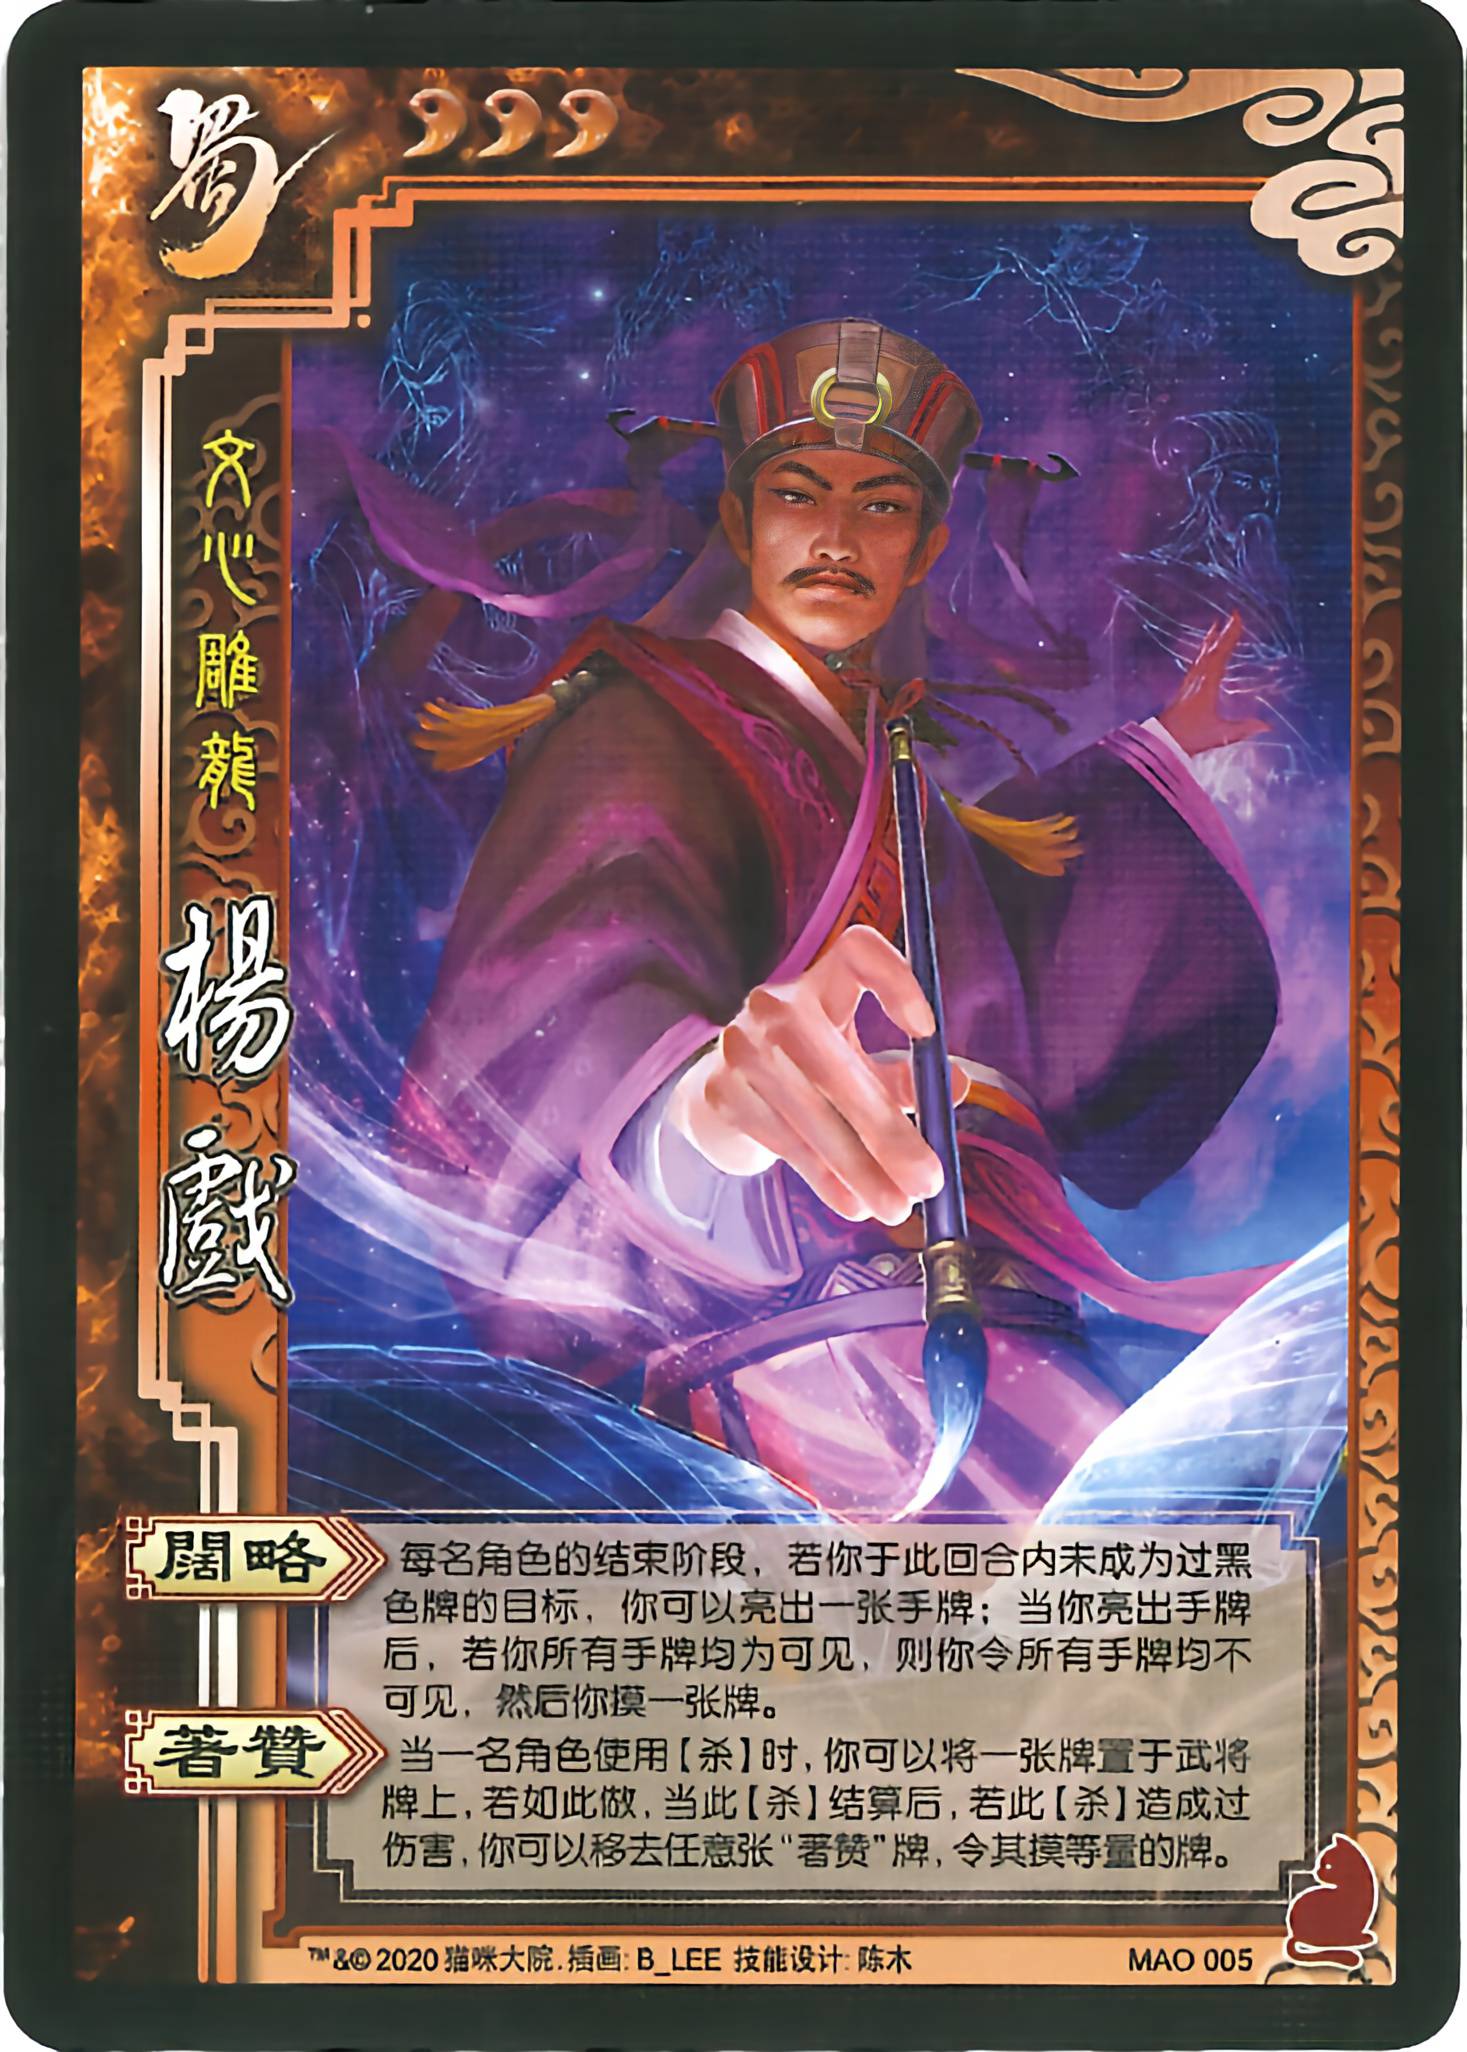 蜀
文心雕龍
楊戲
闊略
每名角色的结束阶段，若你于此回合内未成为过黑
色牌的目标，你可以亮出一张手牌；当你亮出手牌
后，若你所有手牌均为可见，则你令所有手牌均不
可见，然后你摸一张牌。
著贊
当一名角色使用【杀】时，你可以将一张牌置于武将
牌上，若如此做，当此【杀】结算后，若此【杀】造成过
伤害，你可以移去任意张“著赞”牌，令其摸等量的牌。
™&© 2020 猫咪大院.插画: B_LEE 技能设计: 陈木
MAO 005